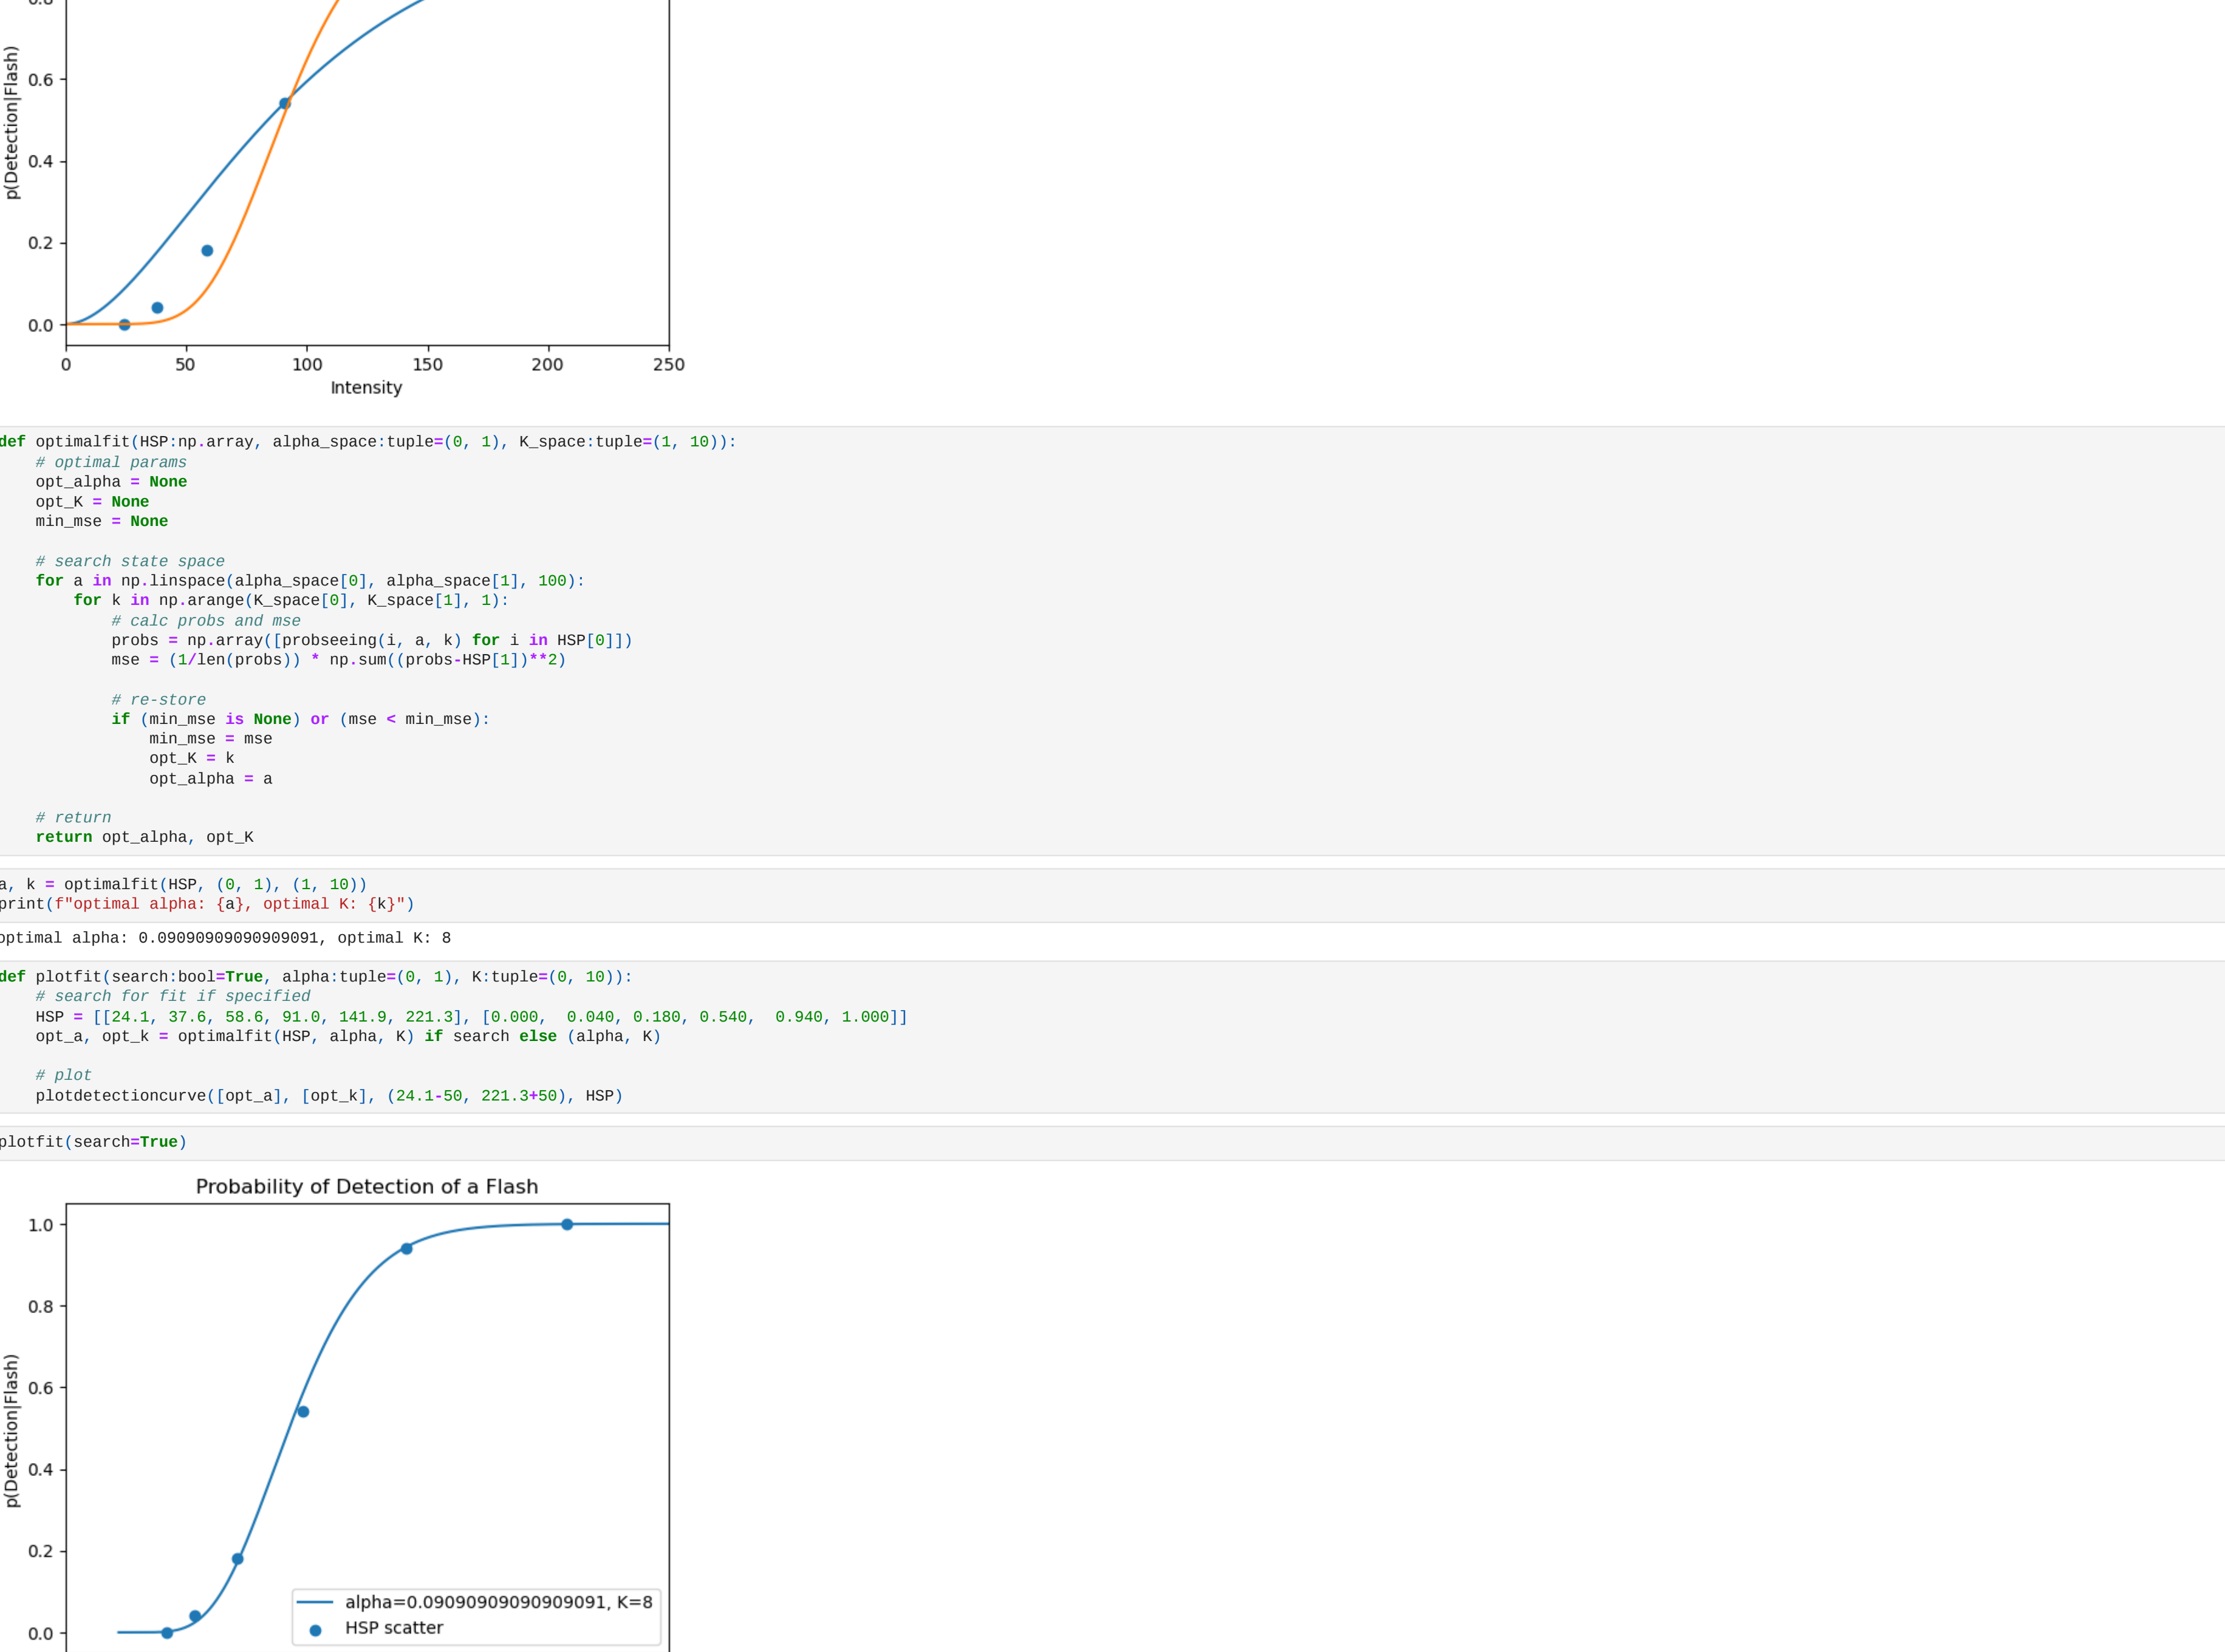 0.8
0.6
0.4
0.2
0.0
p(Detection|Flash)
0 50 100 150 200 250
Intensity
def optimalfit(HSP:np.array, alpha_space:tuple=(0, 1), K_space:tuple=(1, 10)):
    # optimal params
    opt_alpha = None
    opt_K = None
    min_mse = None

    # search state space
    for a in np.linspace(alpha_space[0], alpha_space[1], 100):
        for k in np.arange(K_space[0], K_space[1], 1):
            # calc probs and mse
            probs = np.array([probseeing(i, a, k) for i in HSP[0]])
            mse = (1/len(probs)) * np.sum((probs-HSP[1])**2)

            # re-store
            if (min_mse is None) or (mse < min_mse):
                min_mse = mse
                opt_K = k
                opt_alpha = a

    # return
    return opt_alpha, opt_K
a, k = optimalfit(HSP, (0, 1), (1, 10))
print(f"optimal alpha: {a}, optimal K: {k}")
optimal alpha: 0.09090909090909091, optimal K: 8
def plotfit(search:bool=True, alpha:tuple=(0, 1), K:tuple=(0, 10)):
    # search for fit if specified
    HSP = [[24.1, 37.6, 58.6, 91.0, 141.9, 221.3], [0.000,  0.040, 0.180, 0.540,  0.940, 1.000]]
    opt_a, opt_k = optimalfit(HSP, alpha, K) if search else (alpha, K)

    # plot
    plotdetectioncurve([opt_a], [opt_k], (24.1-50, 221.3+50), HSP)
plotfit(search=True)
Probability of Detection of a Flash
1.0
0.8
0.6
0.4
0.2
0.0
p(Detection|Flash)
alpha=0.09090909090909091, K=8
HSP scatter